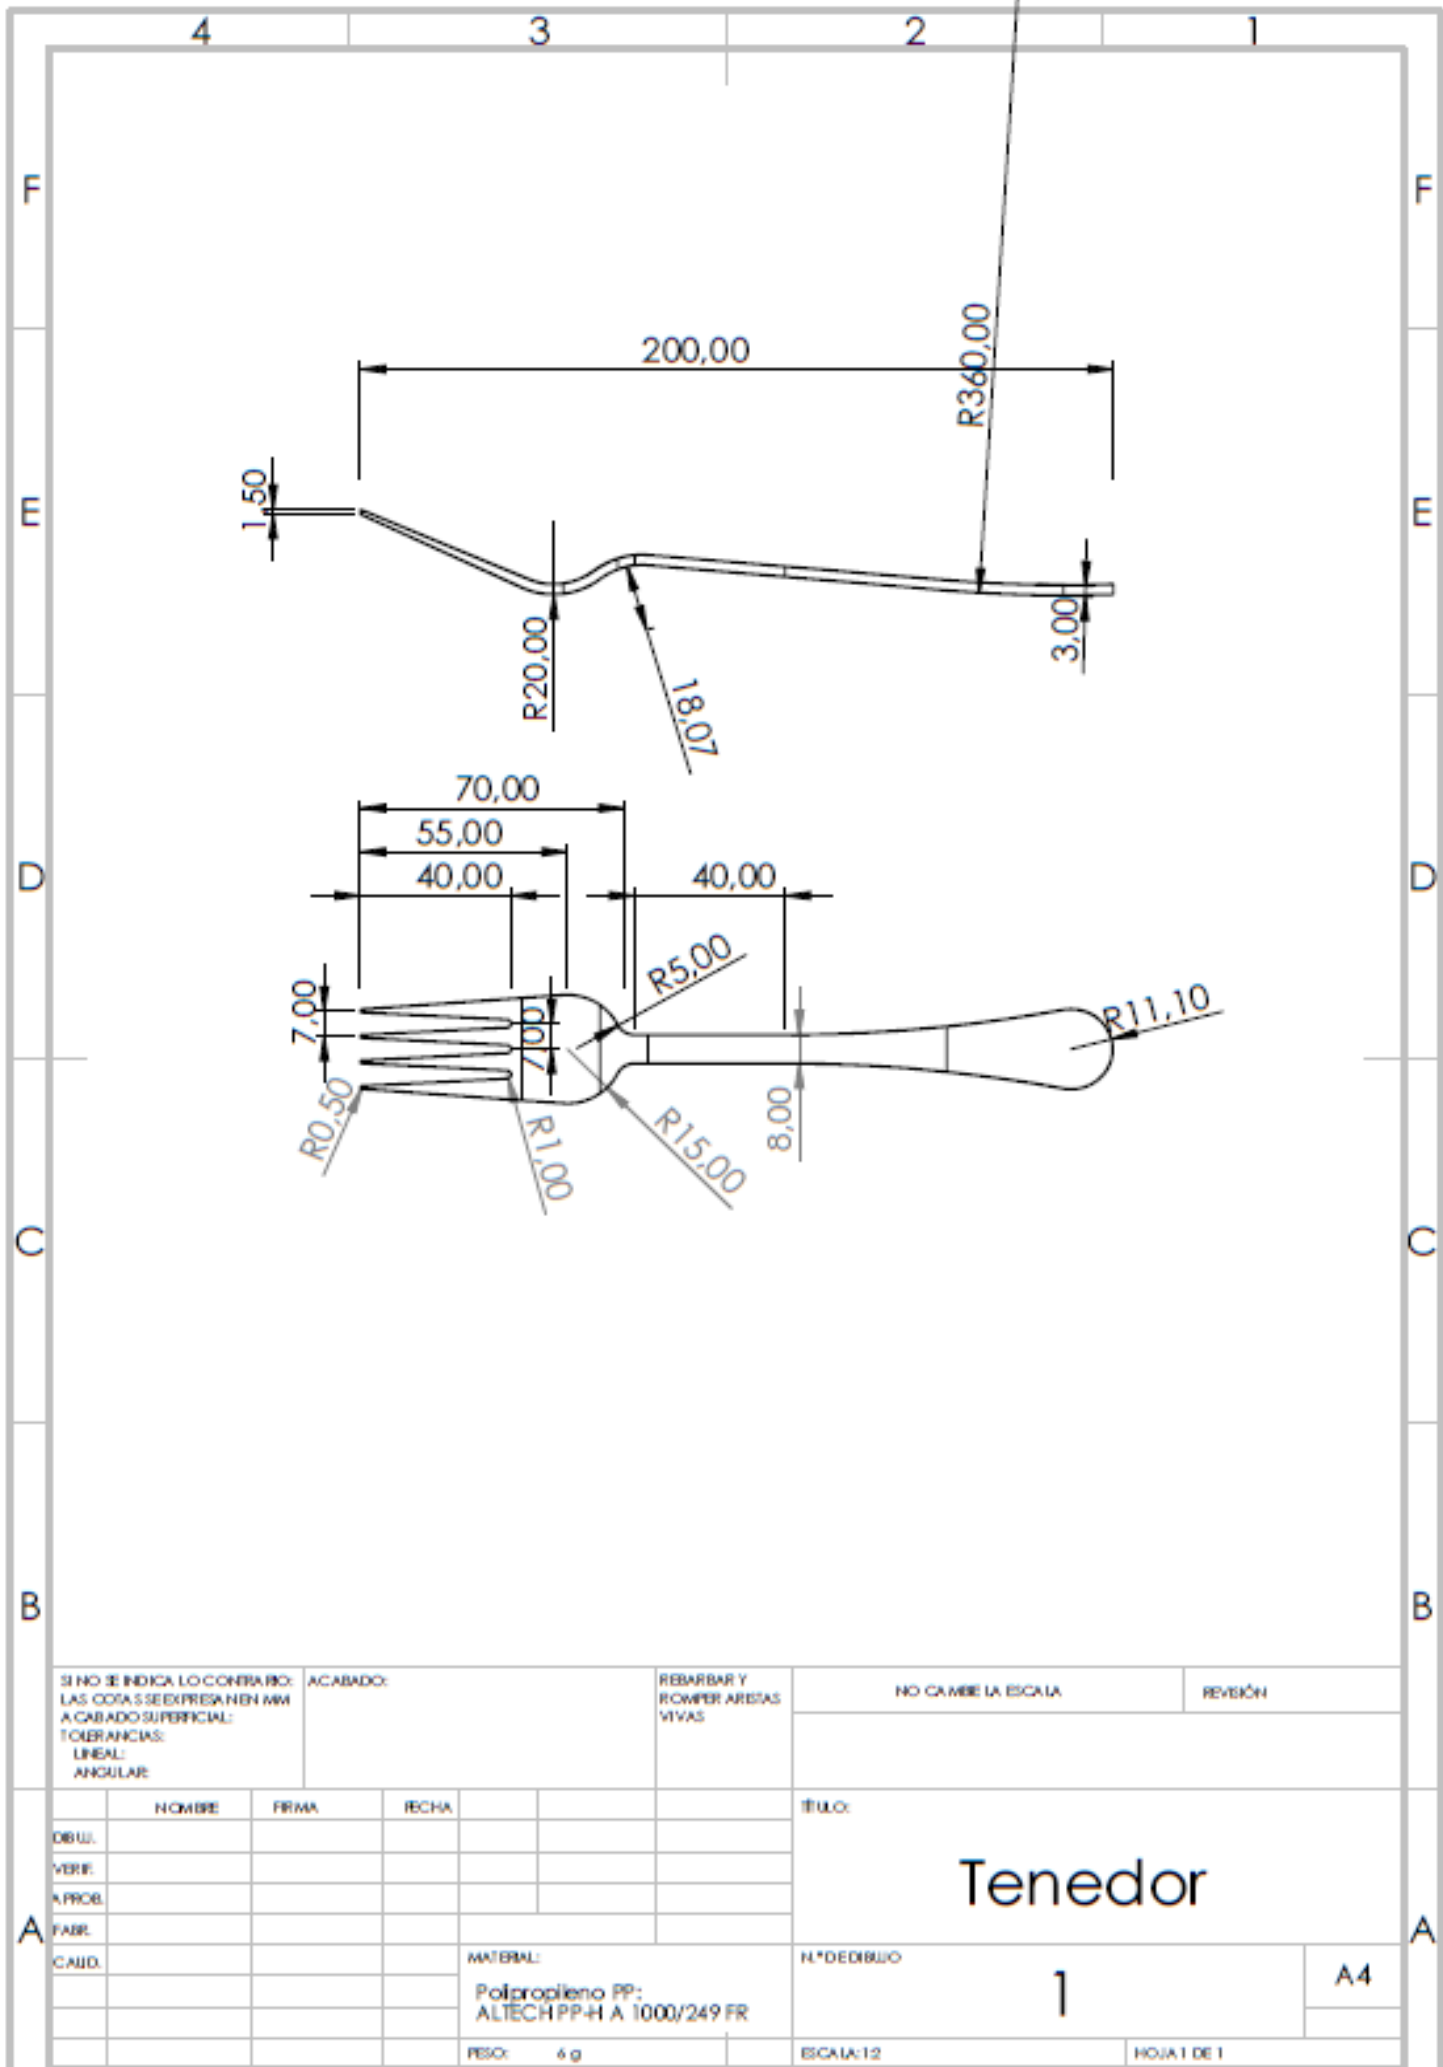 4
3
2
1
F
F
200,00
R360,00
1,50
E
E
R20,00
3,00
18,07
70,00
55,00
40,00
40,00
D
D
R5,00
7,00
7,00
R11,10
R0,50
R1,00
R15,00
8,00
C
C
B
B
SI NO SE INDICA LO CONTRARIO:
LAS COTAS SE EXPRESAN EN MM
ACABADO SUPERFICIAL:
TOLERANCIAS:
LINEAL:
ANGULAR:
ACABADO:
REBARBAR Y
ROMPER ARISTAS
VIVAS
NO CAMBIE LA ESCALA
REVISIÓN
NOMBRE
FIRMA
FECHA
TÍTULO:
DIBUJ.
VERIF.
APROB.
FABR.
CALID.
Tenedor
A
A
MATERIAL:
Polipropileno PP:
ALTECH PP-H A 1000/249 FR
N.º DE DIBUJO
1
A4
PESO: 6 g
ESCALA:1:2
HOJA 1 DE 1